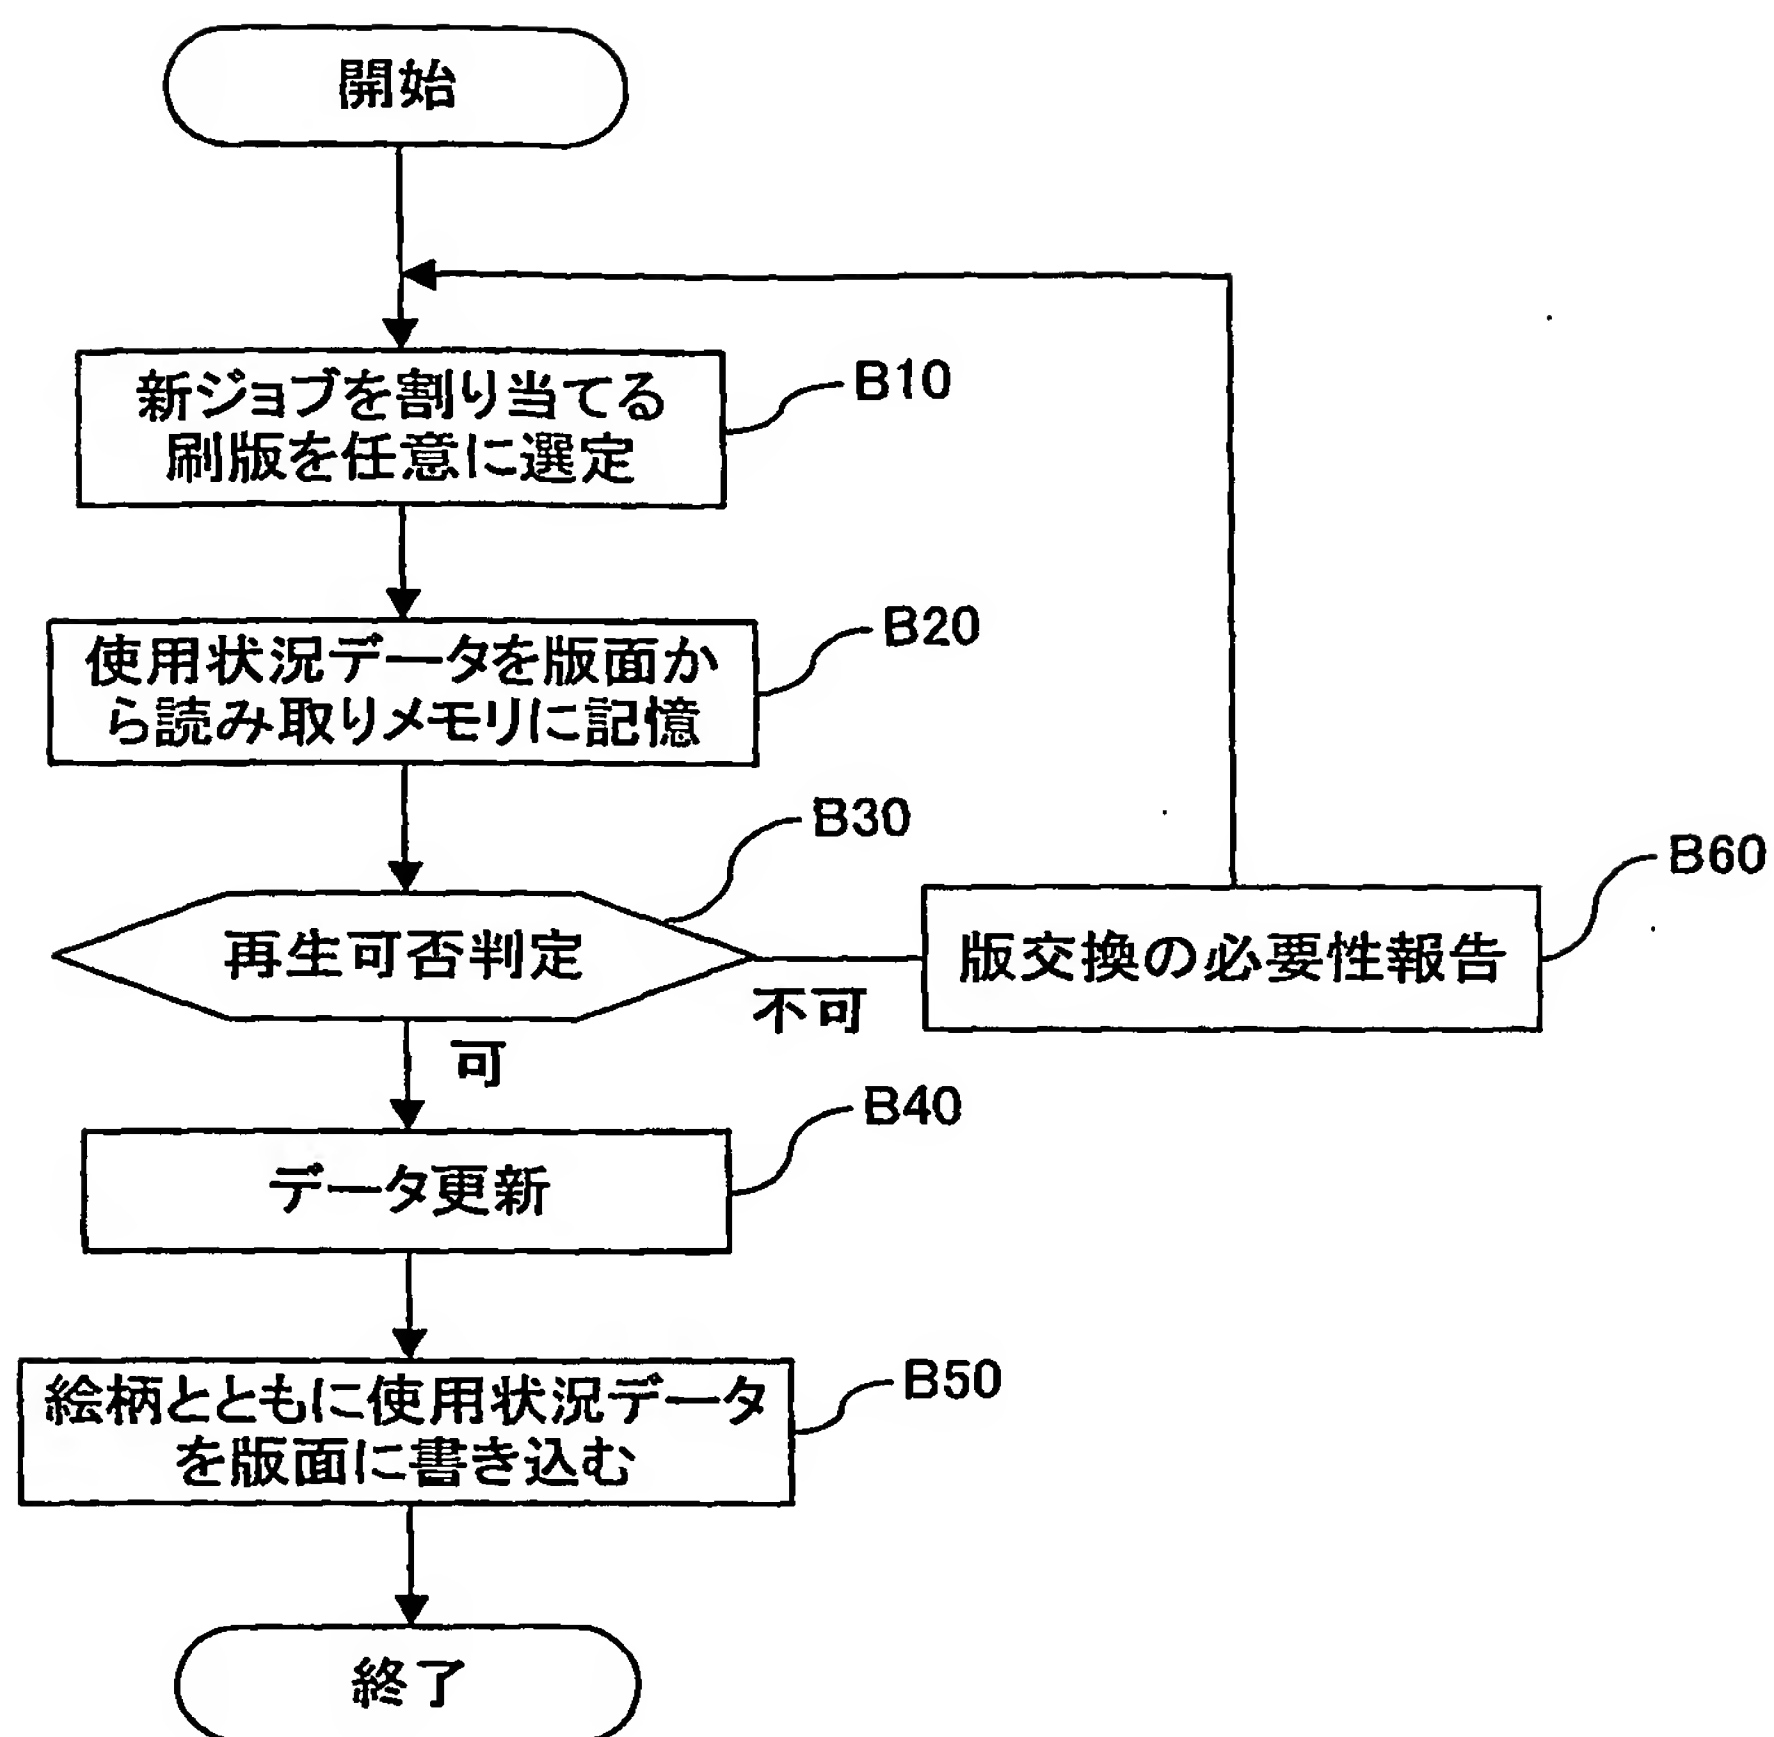 開始
新ジョブを割り当てる
刷版を任意に選定
B10
使用状況データを版面か
ら読み取りメモリに記憶
B20
再生可否判定
B30
不可
版交換の必要性報告
B60
可
データ更新
B40
絵柄とともに使用状況データ
を版面に書き込む
B50
終了